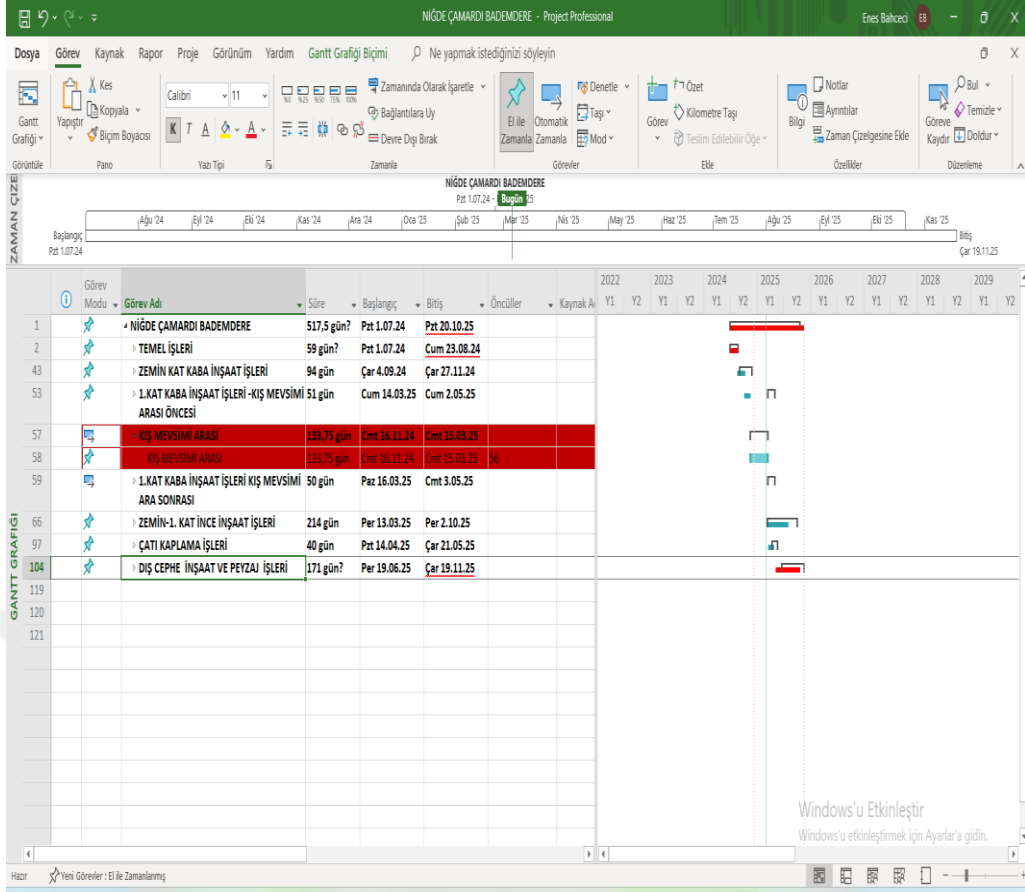 NİĞDE ÇAMARDI BADEMDERE - Project Professional
Enes Bahceci EB
Dosya Görev Kaynak Rapor Proje Görünüm Yardım Gantt Grafiği Biçimi Ne yapmak istediğinizi söyleyin
Gantt Grafiği
Görüntüle
Yapıştır
Kes
Kopyala
Biçim Boyacısı
Pano
Calibri 11
K T A A
Yazı Tipi
%0 %25 %50 75% 100%
Zamanında Olarak İşaretle
Bağlantılara Uy
Devre Dışı Bırak
Zamanla
El ile Zamanla
Otomatik Zamanla
Denetle
Taşı
Mod
Görevler
Görev
Özet
Kilometre Taşı
Teslim Edilebilir Öğe
Ekle
Bilgi
Notlar
Ayrıntılar
Zaman Çizelgesine Ekle
Özellikler
Göreve Kaydır
Bul
Temizle
Doldur
Düzenleme
ZAMAN ÇİZE
NİĞDE ÇAMARDI BADEMDERE
Pzt 1.07.24 - Bugün 25
Ağu '24 Eyl '24 Eki '24 Kas '24 Ara '24 Oca '25 Şub '25 Mar '25 Nis '25 May '25 Haz '25 Tem '25 Ağu '25 Eyl '25 Eki '25 Kas '25
Başlangıç
Pzt 1.07.24
Bitiş
Çar 19.11.25
GANTT GRAFIĞI
Görev Modu Görev Adı Süre Başlangıç Bitiş Öncüller Kaynak A
2022 2023 2024 2025 2026 2027 2028 2029
Y1 Y2 Y1 Y2 Y1 Y2 Y1 Y2 Y1 Y2 Y1 Y2 Y1 Y2 Y1 Y2
1 NİĞDE ÇAMARDI BADEMDERE 517,5 gün? Pzt 1.07.24 Pzt 20.10.25
2 TEMEL İŞLERİ 59 gün? Pzt 1.07.24 Cum 23.08.24
43 ZEMİN KAT KABA İNŞAAT İŞLERİ 94 gün Çar 4.09.24 Çar 27.11.24
53 1.KAT KABA İNŞAAT İŞLERİ -KIŞ MEVSİMİ 51 gün Cum 14.03.25 Cum 2.05.25
ARASI ÖNCESİ
57 KIŞ MEVSİMİ ARASI 133,75 gün Cmt 16.11.24 Cmt 15.03.25
58 KIŞ MEVSİMİ ARASI 133,75 gün Cmt 16.11.24 Cmt 15.03.25 56
59 1.KAT KABA İNŞAAT İŞLERİ KIŞ MEVSİMİ 50 gün Paz 16.03.25 Cmt 3.05.25
ARA SONRASI
66 ZEMİN-1. KAT İNCE İNŞAAT İŞLERİ 214 gün Per 13.03.25 Per 2.10.25
97 ÇATI KAPLAMA İŞLERİ 40 gün Pzt 14.04.25 Çar 21.05.25
104 DIŞ CEPHE İNŞAAT VE PEYZAJ İŞLERİ 171 gün? Per 19.06.25 Çar 19.11.25
119
120
121
Windows'u Etkinleştir
Windows'u etkinleştirmek için Ayarlar'a gidin.
Hazır Yeni Görevler : El ile Zamanlanmış